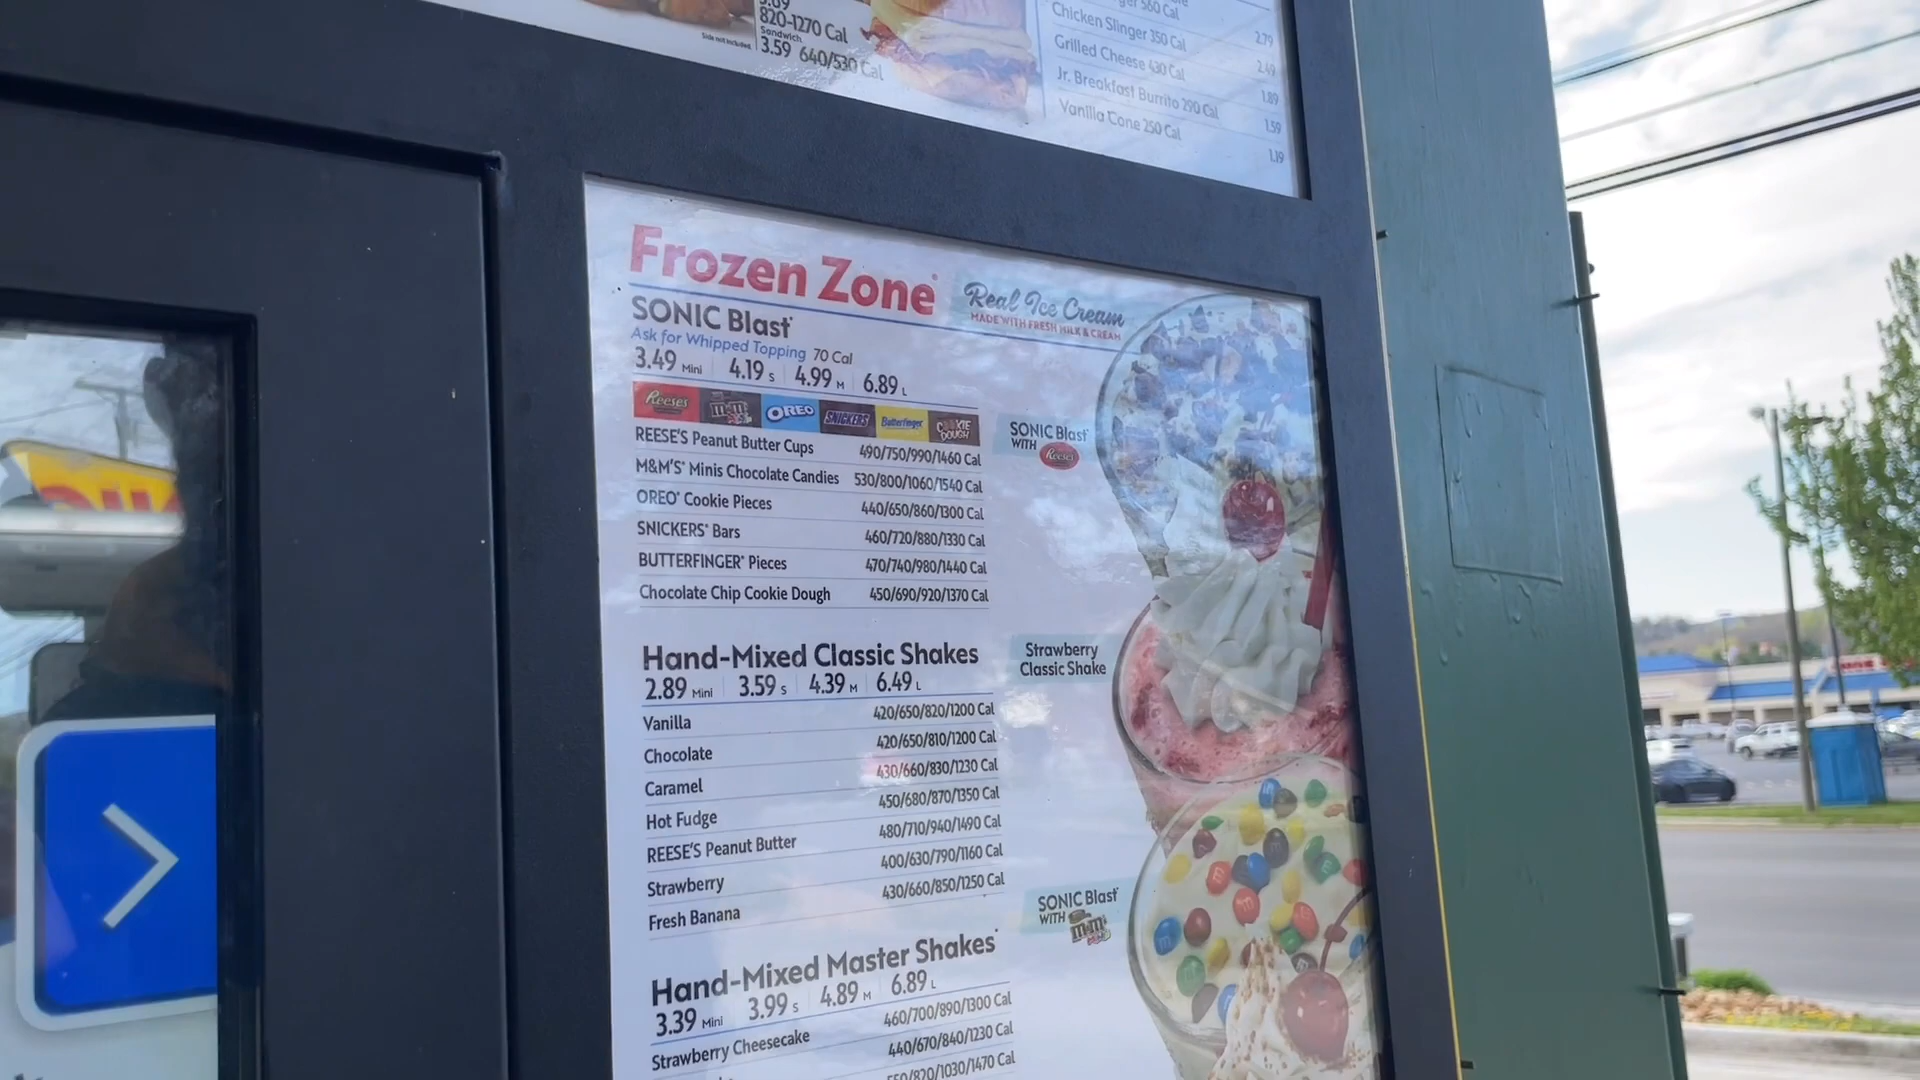 820-1270 Cal
Sandwich
3.59 640/530 Cal
Side not included.
560 Cal
Chicken Slinger 350 Cal 2.79
Grilled Cheese 430 Cal 2.49
Jr. Breakfast Burrito 290 Cal 1.89
Vanilla Cone 250 Cal 1.59
1.19
Frozen Zone
Real Ice Cream
MADE WITH FRESH MILK & CREAM
SONIC Blast
Ask for Whipped Topping 70 Cal
3.49 Mini 4.19 S 4.99 M 6.89 L
Reese's m&m's OREO SNICKERS Butterfinger COOKIE DOUGH
REESE'S Peanut Butter Cups 490/750/990/1460 Cal
M&M'S® Minis Chocolate Candies 530/800/1060/1540 Cal
OREO® Cookie Pieces 440/650/860/1300 Cal
SNICKERS® Bars 460/720/880/1330 Cal
BUTTERFINGER® Pieces 470/740/980/1440 Cal
Chocolate Chip Cookie Dough 450/690/920/1370 Cal
SONIC Blast
WITH Reese's
Hand-Mixed Classic Shakes
2.89 Mini 3.59 S 4.39 M 6.49 L
Vanilla 420/650/820/1200 Cal
Chocolate 420/650/810/1200 Cal
Caramel 430/660/830/1230 Cal
Hot Fudge 450/680/870/1350 Cal
REESE'S Peanut Butter 480/710/940/1490 Cal
Strawberry 400/630/790/1160 Cal
Fresh Banana 430/660/850/1250 Cal
Strawberry
Classic Shake
SONIC Blast
WITH m&m's
Hand-Mixed Master Shakes
3.39 Mini 3.99 S 4.89 M 6.89 L
Strawberry Cheesecake 460/700/890/1300 Cal
440/670/840/1230 Cal
550/820/1030/1470 Cal